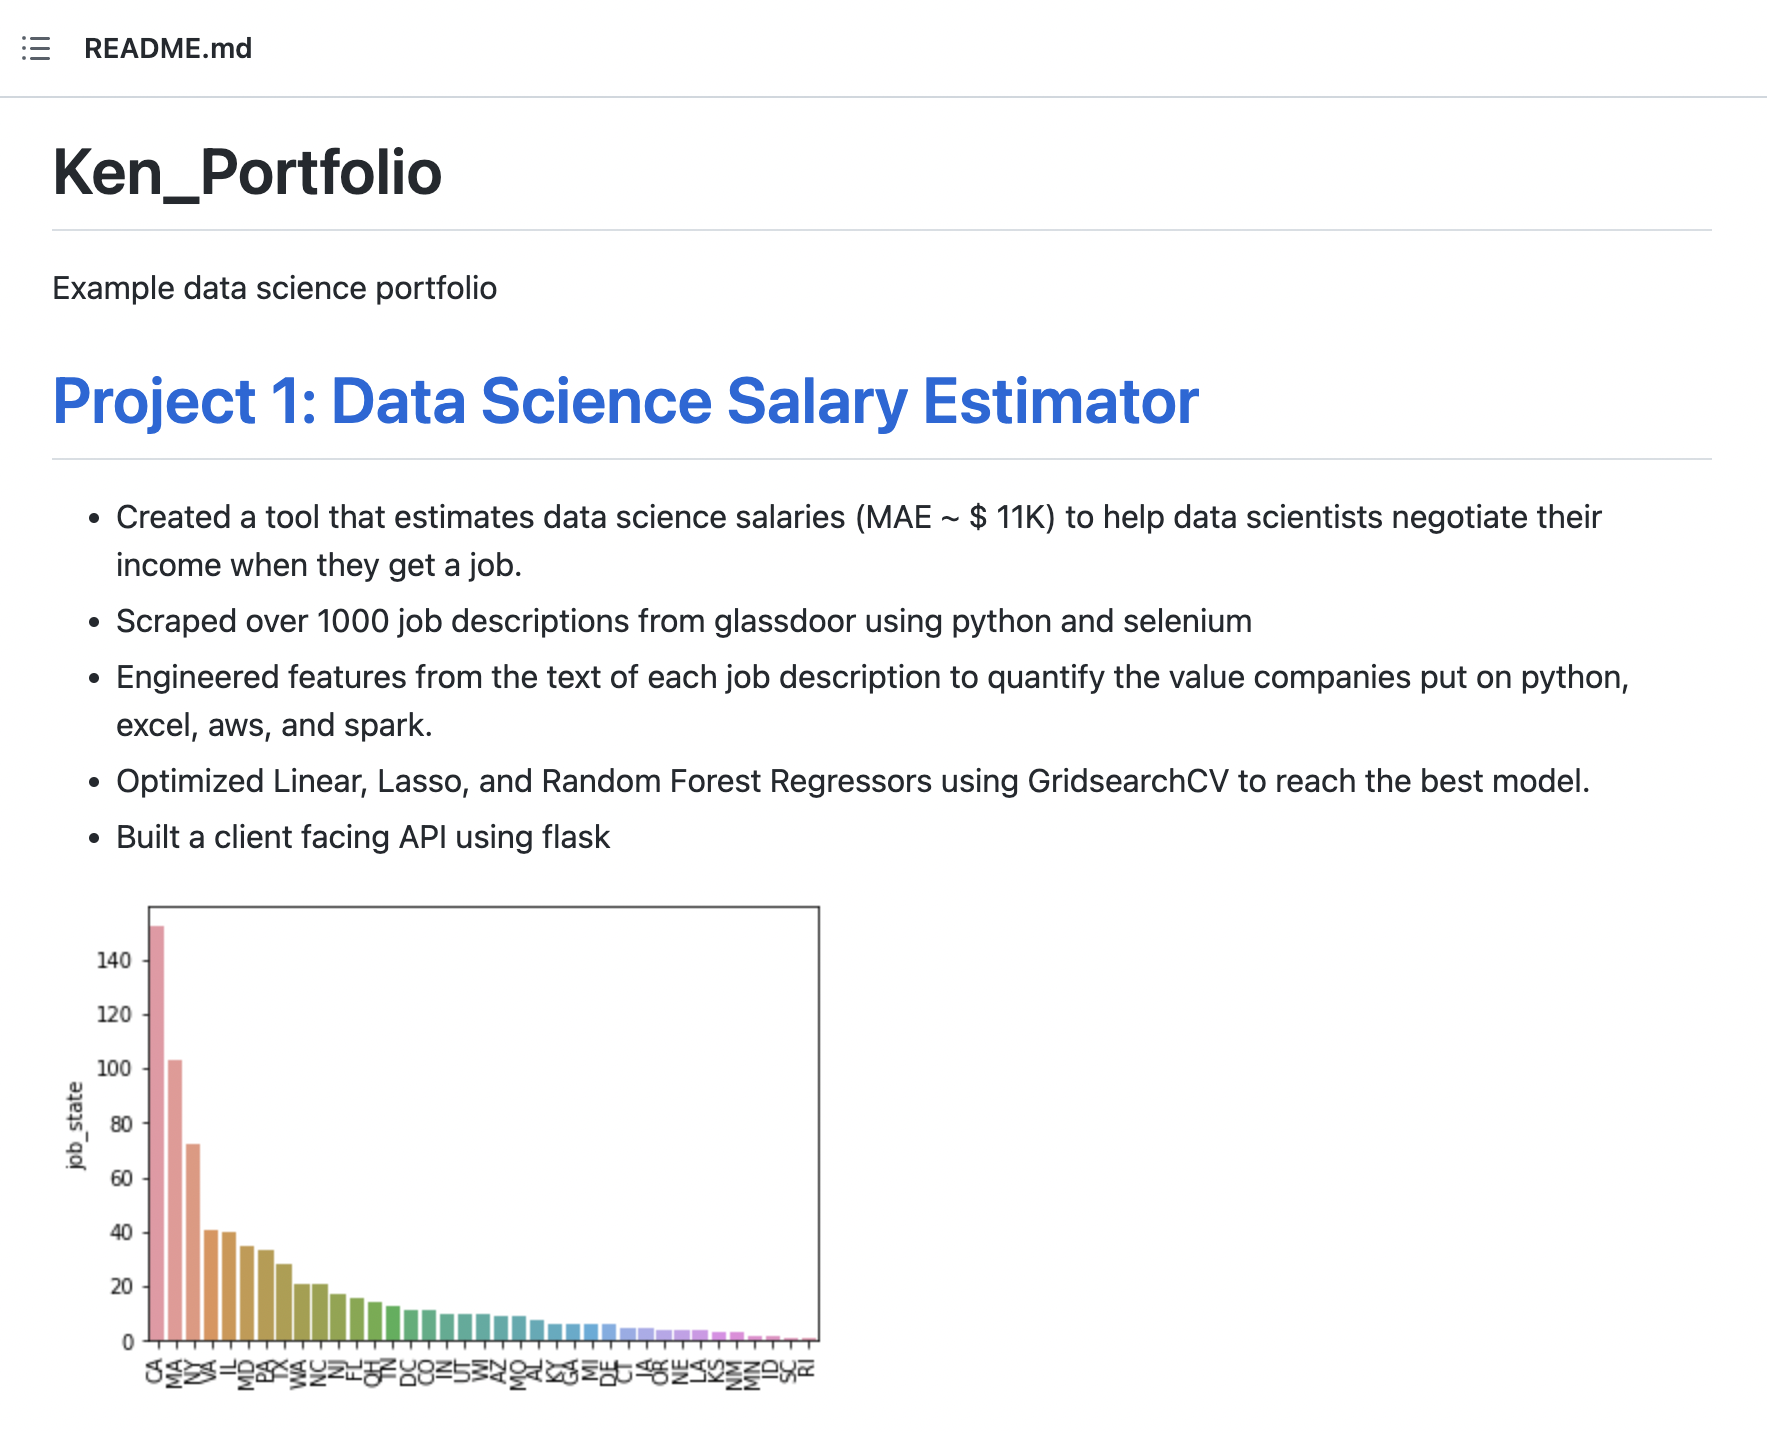 README.md
Ken_Portfolio
Example data science portfolio
Project 1: Data Science Salary Estimator
Created a tool that estimates data science salaries (MAE ~ $ 11K) to help data scientists negotiate their
income when they get a job.
Scraped over 1000 job descriptions from glassdoor using python and selenium
Engineered features from the text of each job description to quantify the value companies put on python,
excel, aws, and spark.
Optimized Linear, Lasso, and Random Forest Regressors using GridsearchCV to reach the best model.
Built a client facing API using flask
140
120
100
80
60
40
20
0
job_state
CA MA NY VA IL MD PA TX WA NC NJ FL OH TN DC CO IN UT WI AZ MO AL KY GA MI DE CT IA OR NE LA KS NM MN ID SC RI